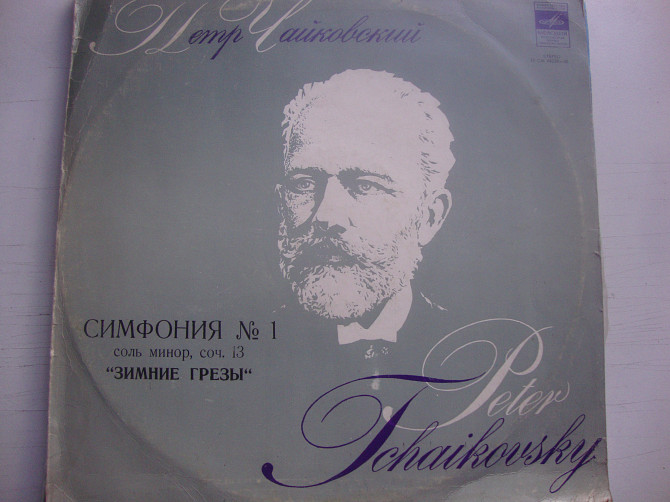 Петр Чайковский
СИМФОНИЯ № 1
соль минор, соч. 13
"ЗИМНИЕ ГРЕЗЫ"
Peter
Tchaikovsky